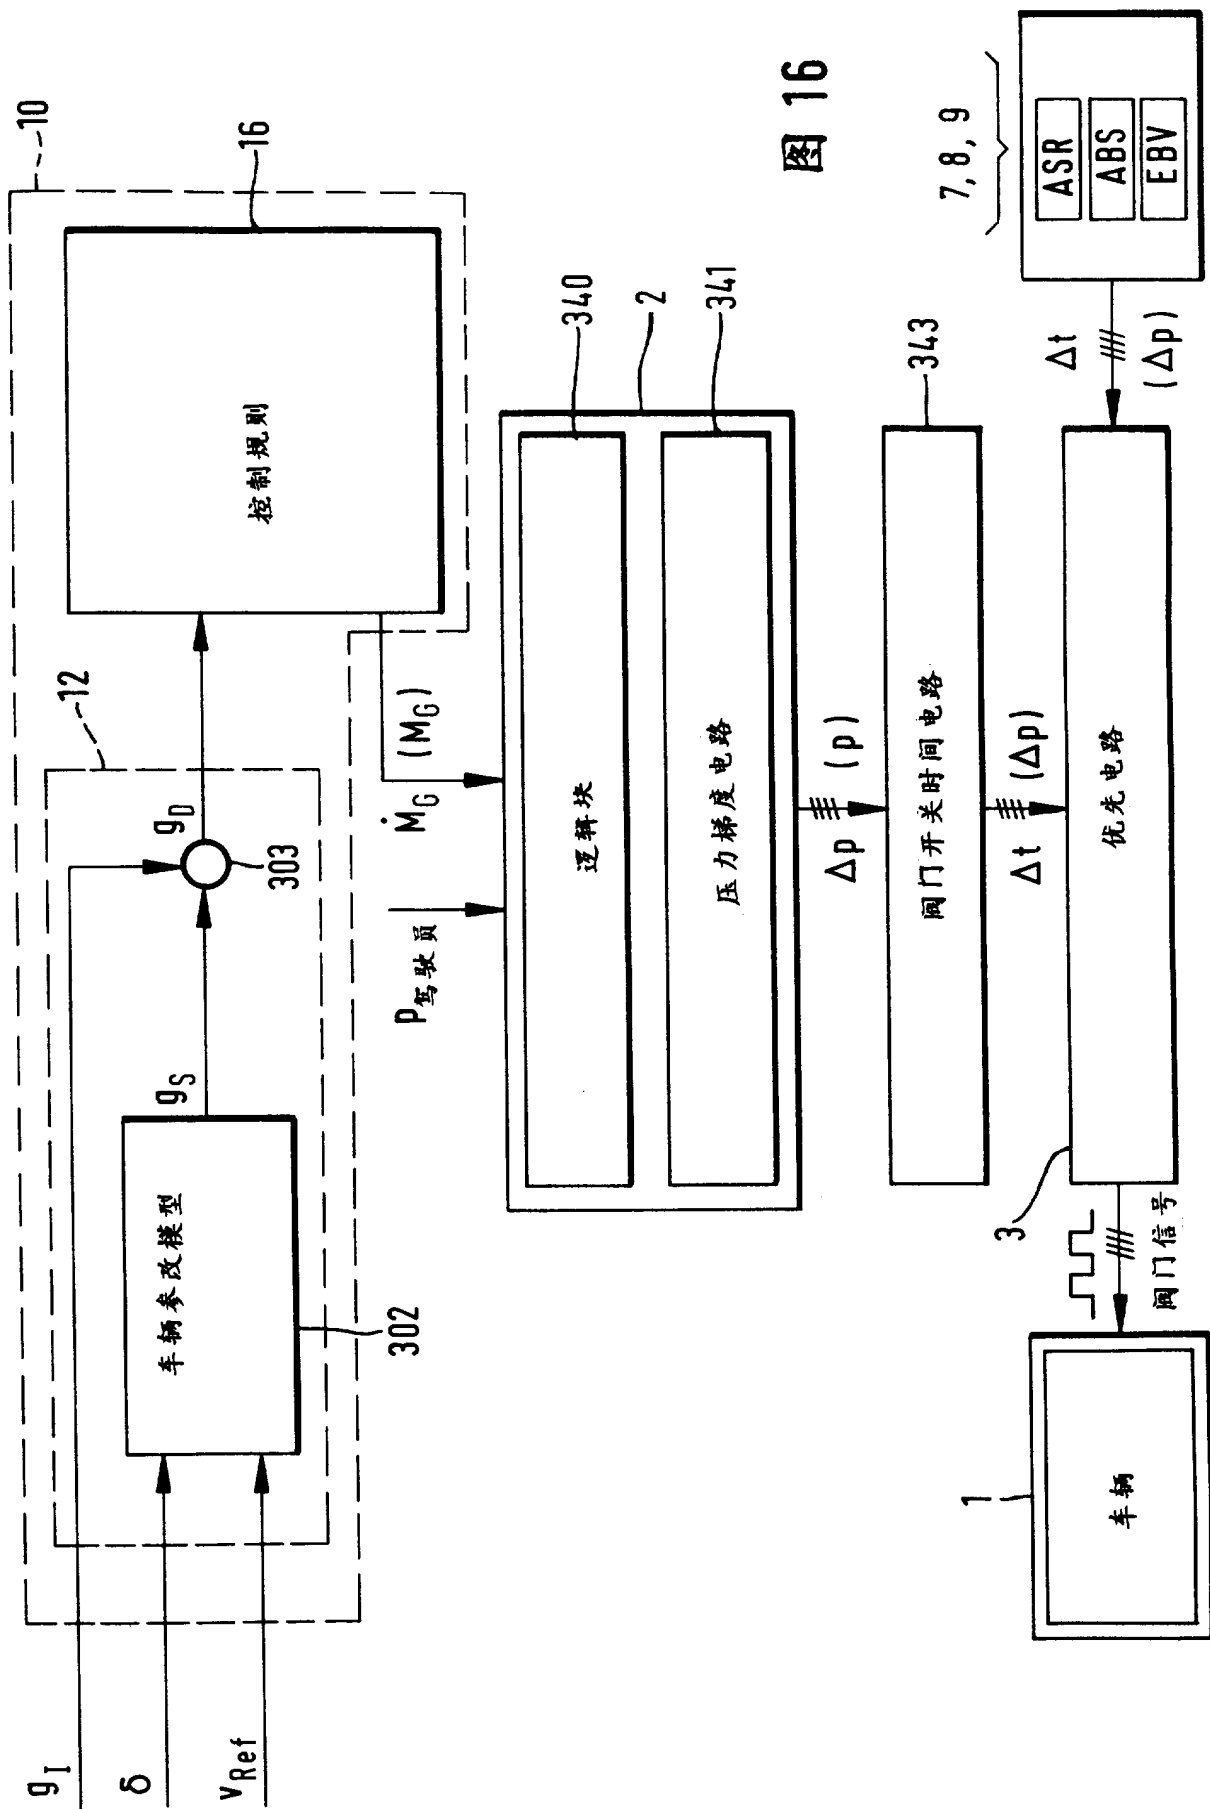 10
16
控制规则
12
g_D
303
g_S
车辆参改模型
302
g_I
δ
v_Ref
Ṁ_G (M_G)
P驾驶员
340
2
341
逻辑块
压力梯度电路
Δp (p)
343
阀门开关时间电路
Δt (Δp)
优先电路
3
阀门信号
1
车辆
7, 8, 9
ASR
ABS
EBV
Δt (Δp)
图 16